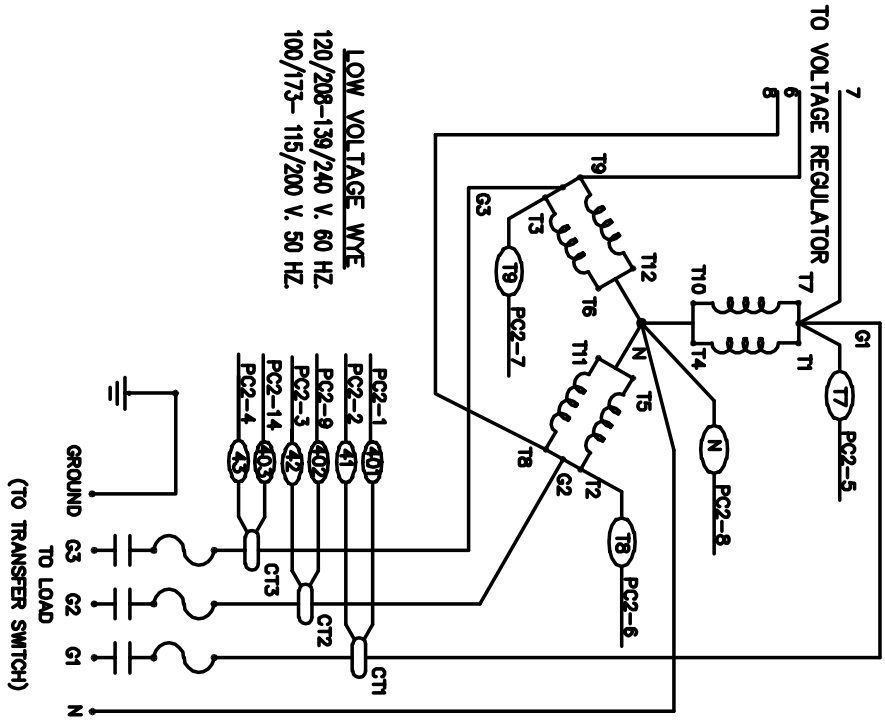 TO VOLTAGE REGULATOR
7
6
8
LOW VOLTAGE WYE
120/208-139/240 V. 60 HZ.
100/173- 115/200 V. 50 HZ.
T9
G3
T3
T12
T6
T9
PC2-7
T10
T7
G1
T4
T1
N
T7
PC2-5
N
PC2-8
T11
T5
T8
G2
T2
T8
PC2-6
PC2-1
401
PC2-2
41
PC2-9
402
PC2-3
42
PC2-14
403
PC2-4
43
CT3
CT2
CT1
GROUND
G3
G2
G1
N
TO LOAD
(TO TRANSFER SWITCH)